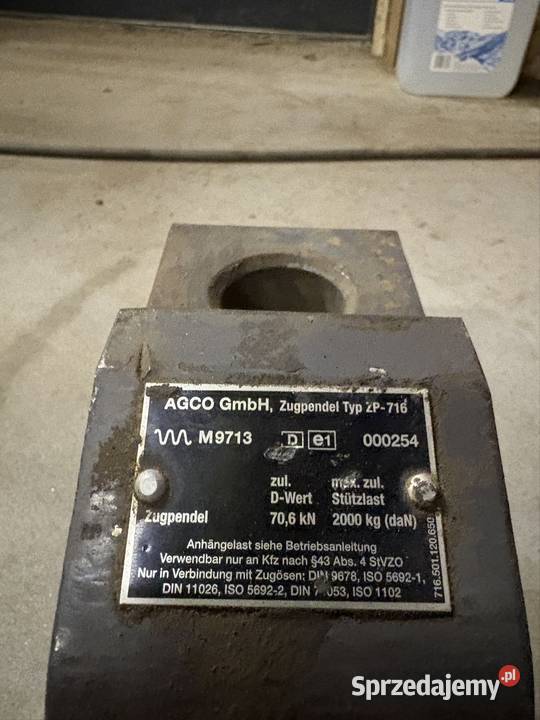 AGCO GmbH, Zugpendel Typ ZP-716
M9713 D e1 000254
zul. max. zul.
D-Wert Stützlast
Zugpendel 70,6 kN 2000 kg (daN)
Anhängelast siehe Betriebsanleitung
Verwendbar nur an Kfz nach §43 Abs. 4 StVZO
Nur in Verbindung mit Zugösen: DIN 9678, ISO 5692-1,
DIN 11026, ISO 5692-2, DIN 053, ISO 1102
716.501.120.650
Sprzedajemy.pl